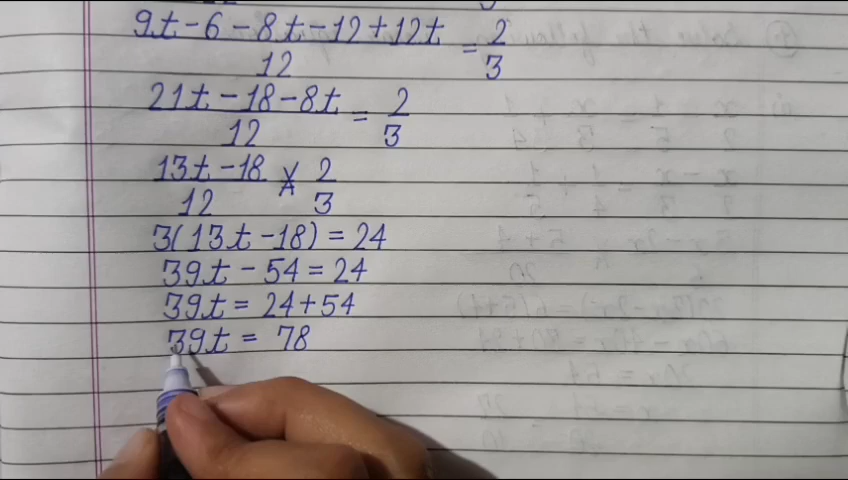 9t-6-8t-12+12t/12 = 2/3
21t-18-8t/12 = 2/3
13t-18/12 X 2/3
3(13t-18) = 24
39t - 54 = 24
39t = 24+54
39t = 78